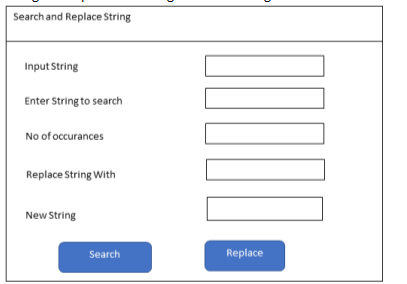 Search and Replace String
Input String
Enter String to search
No of occurances
Replace String With
New String
Search
Replace